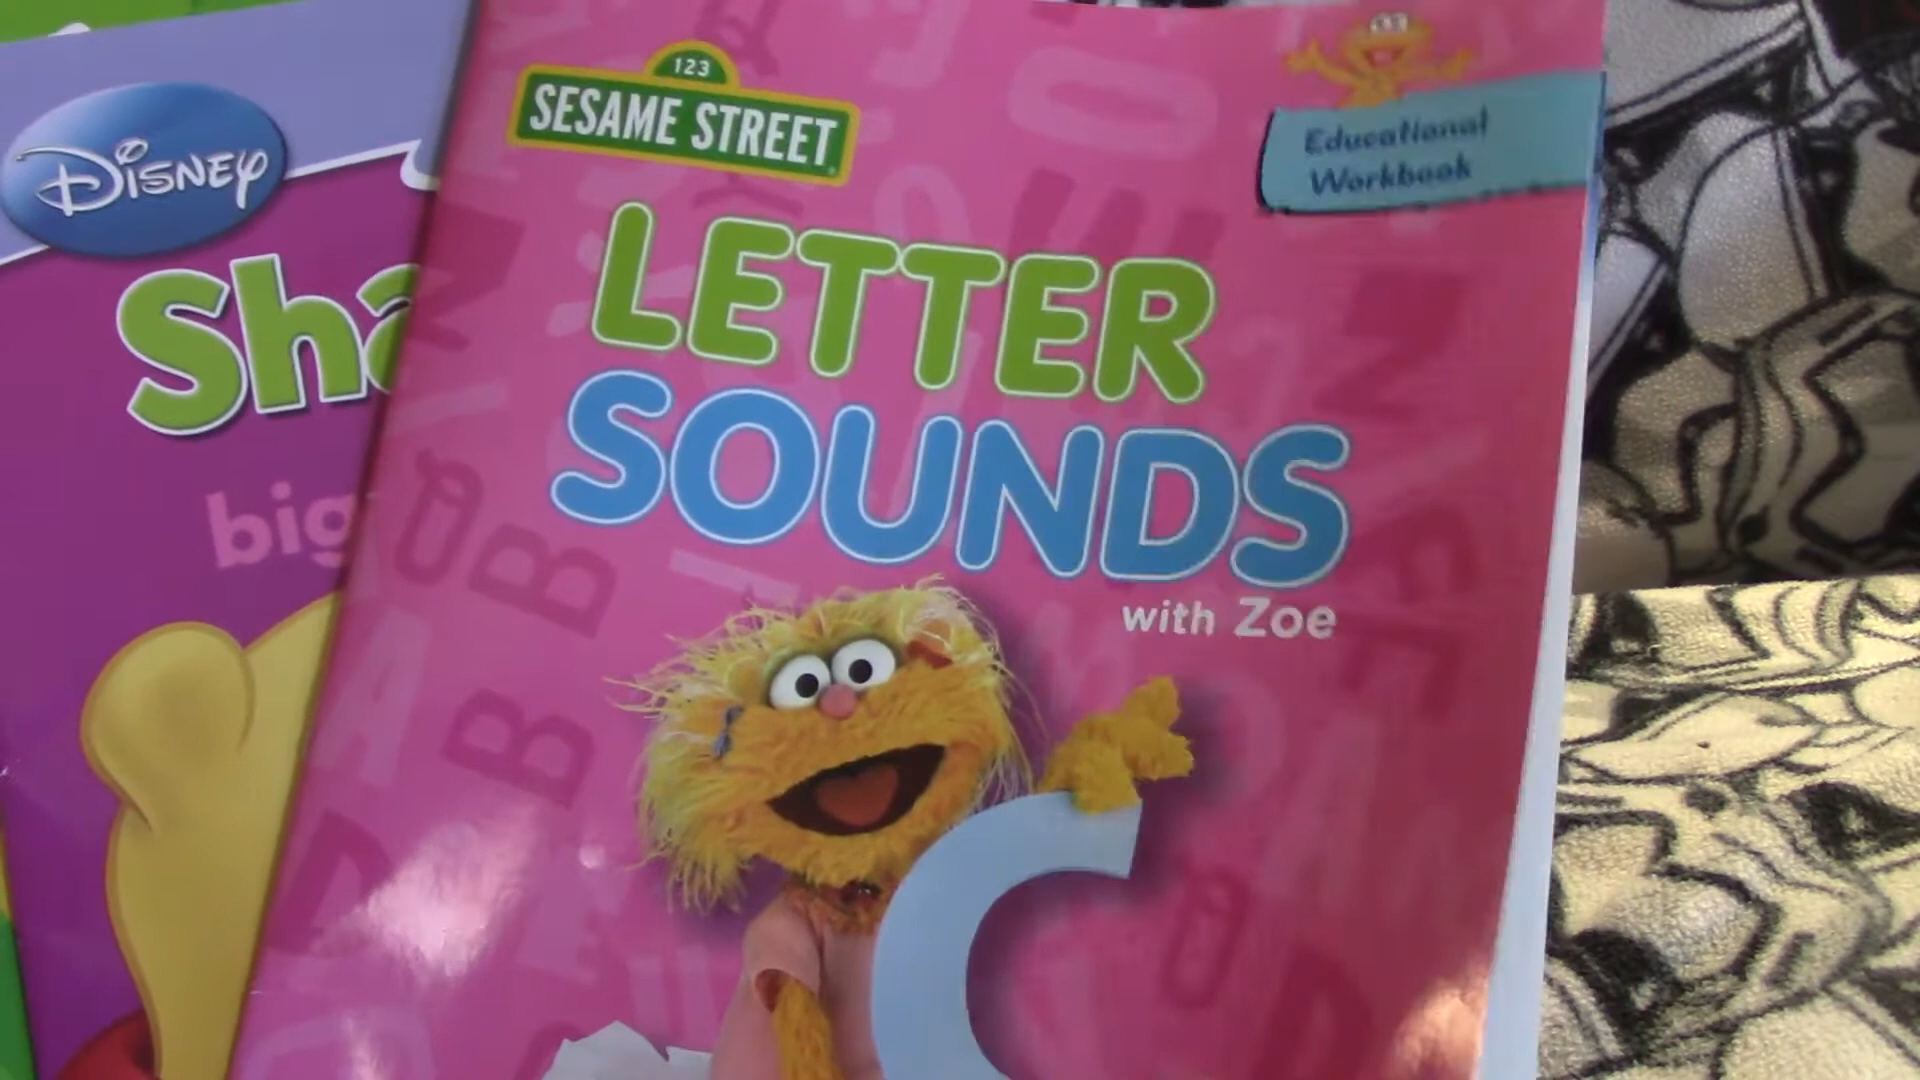 DISNEY
Sha
big
123
SESAME STREET
Educational
Workbook
LETTER
SOUNDS
with Zoe
C